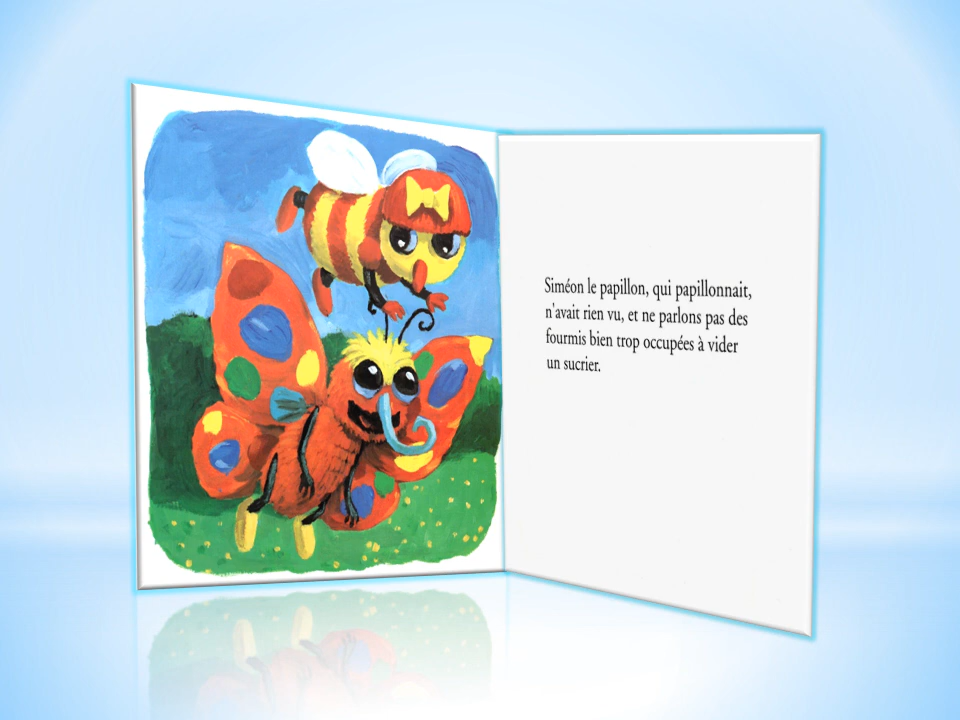 Siméon le papillon, qui papillonnait,
n'avait rien vu, et ne parlons pas des
fourmis bien trop occupées à vider
un sucrier.